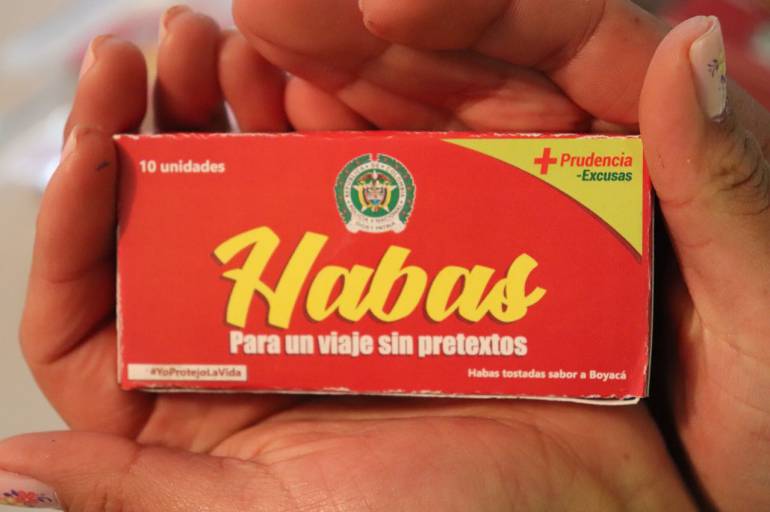 10 unidades
+Prudencia
-Excusas
Habas
Para un viaje sin pretextos
#YoProtejoLaVida
Habas tostadas sabor a Boyacá